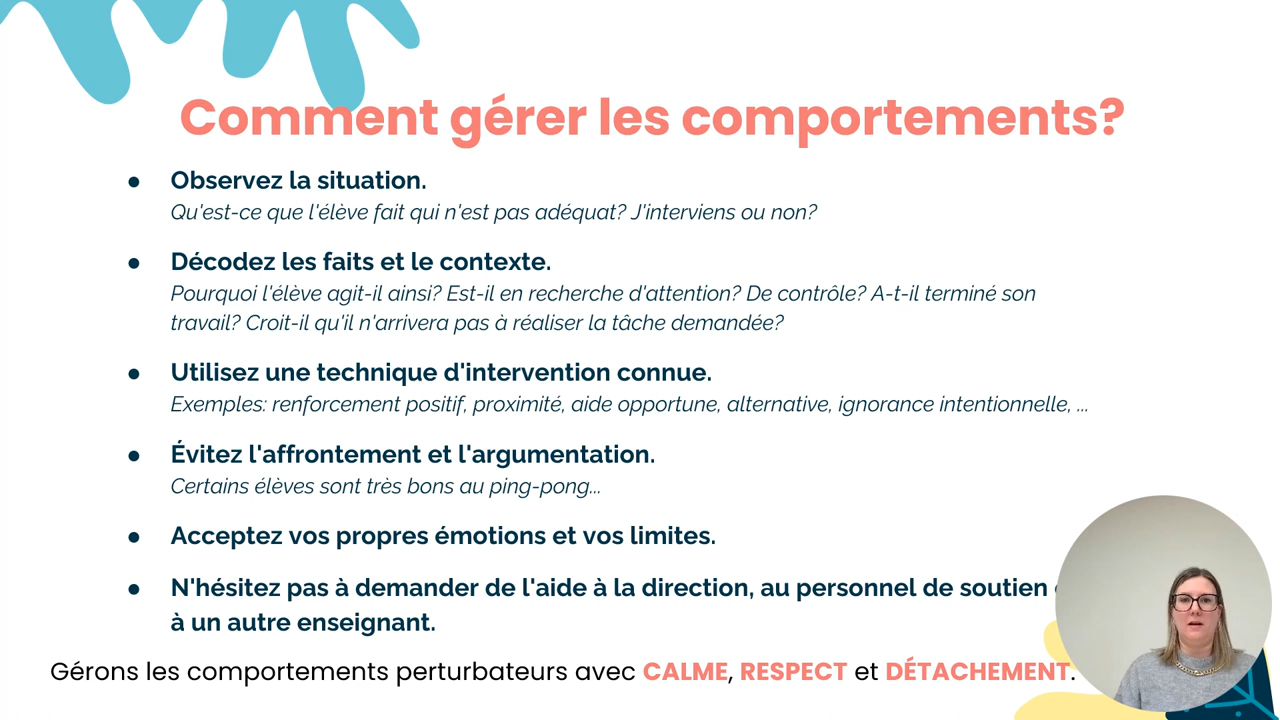 Comment gérer les comportements?
● Observez la situation.
Qu'est-ce que l'élève fait qui n'est pas adéquat? J'interviens ou non?
● Décodez les faits et le contexte.
Pourquoi l'élève agit-il ainsi? Est-il en recherche d'attention? De contrôle? A-t-il terminé son
travail? Croit-il qu'il n'arrivera pas à réaliser la tâche demandée?
● Utilisez une technique d'intervention connue.
Exemples: renforcement positif, proximité, aide opportune, alternative, ignorance intentionnelle, ...
● Évitez l'affrontement et l'argumentation.
Certains élèves sont très bons au ping-pong...
● Acceptez vos propres émotions et vos limites.
● N'hésitez pas à demander de l'aide à la direction, au personnel de soutien
à un autre enseignant.
Gérons les comportements perturbateurs avec CALME, RESPECT et DÉTACHEMENT.